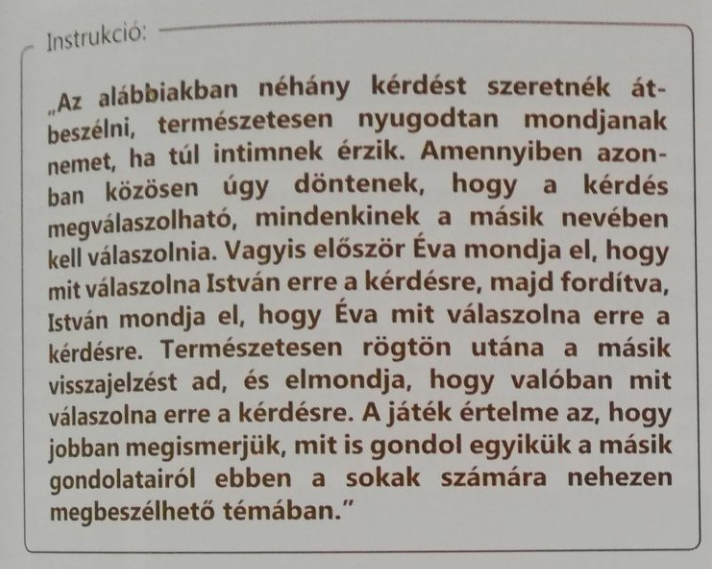 Instrukció:
„Az alábbiakban néhány kérdést szeretnék át-
beszélni, természetesen nyugodtan mondjanak
nemet, ha túl intimnek érzik. Amennyiben azon-
ban közösen úgy döntenek, hogy a kérdés
megválaszolható, mindenkinek a másik nevében
kell válaszolnia. Vagyis először Éva mondja el, hogy
mit válaszolna István erre a kérdésre, majd fordítva,
István mondja el, hogy Éva mit válaszolna erre a
kérdésre. Természetesen rögtön utána a másik
visszajelzést ad, és elmondja, hogy valóban mit
válaszolna erre a kérdésre. A játék értelme az, hogy
jobban megismerjük, mit is gondol egyikük a másik
gondolatairól ebben a sokak számára nehezen
megbeszélhető témában.”